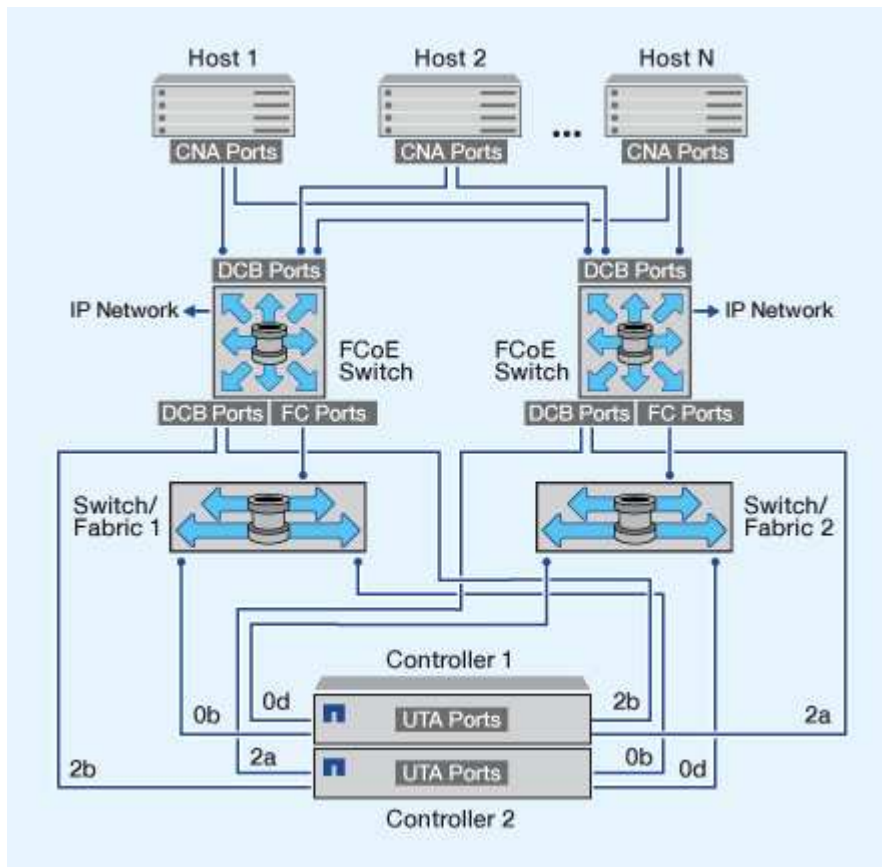 Host 1
Host 2
Host N
CNA Ports
CNA Ports
...
CNA Ports
DCB Ports
DCB Ports
IP Network
IP Network
FCoE
Switch
FCoE
Switch
DCB Ports
FC Ports
DCB Ports
FC Ports
Switch/
Fabric 1
Switch/
Fabric 2
Controller 1
0b
0d
UTA Ports
2b
2a
2b
2a
UTA Ports
0b
0d
Controller 2